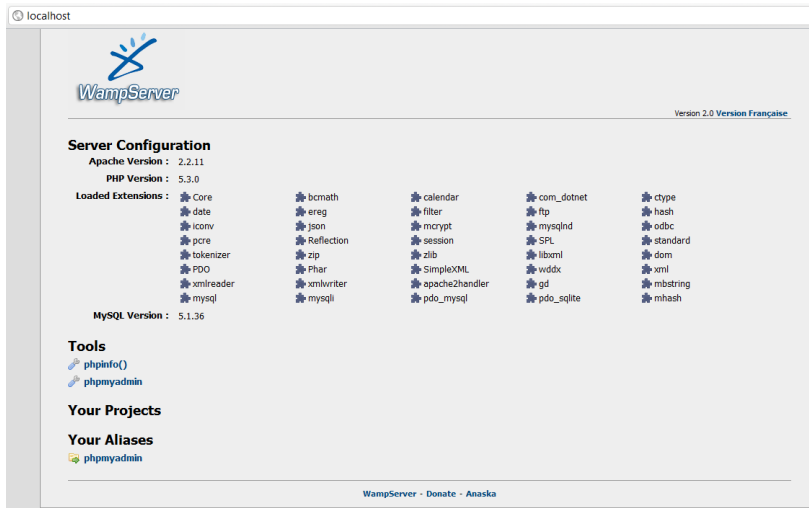 localhost
WampServer
Version 2.0 Version Française
Server Configuration
Apache Version : 2.2.11
PHP Version : 5.3.0
Loaded Extensions : Core bcmath calendar com_dotnet ctype
date ereg filter ftp hash
iconv json mcrypt mysqlnd odbc
pcre Reflection session SPL standard
tokenizer zip zlib libxml dom
PDO Phar SimpleXML wddx xml
xmlreader xmlwriter apache2handler gd mbstring
mysql mysqli pdo_mysql pdo_sqlite mhash
MySQL Version : 5.1.36
Tools
phpinfo()
phpmyadmin
Your Projects
Your Aliases
phpmyadmin
WampServer - Donate - Anaska